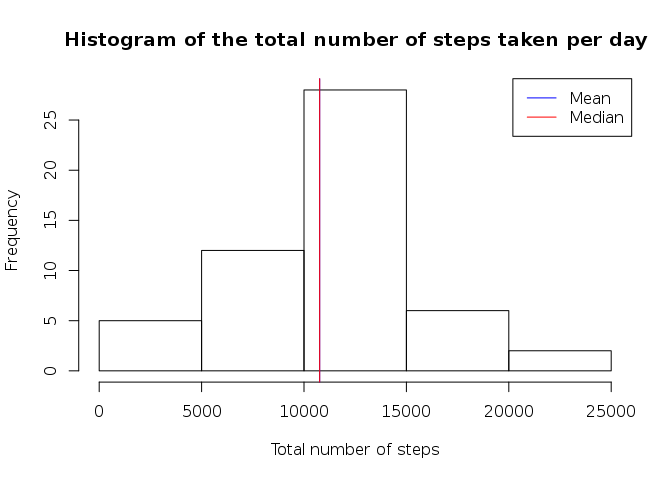 Histogram of the total number of steps taken per day
Mean
Median
Frequency
25
20
15
10
5
0
0 5000 10000 15000 20000 25000
Total number of steps